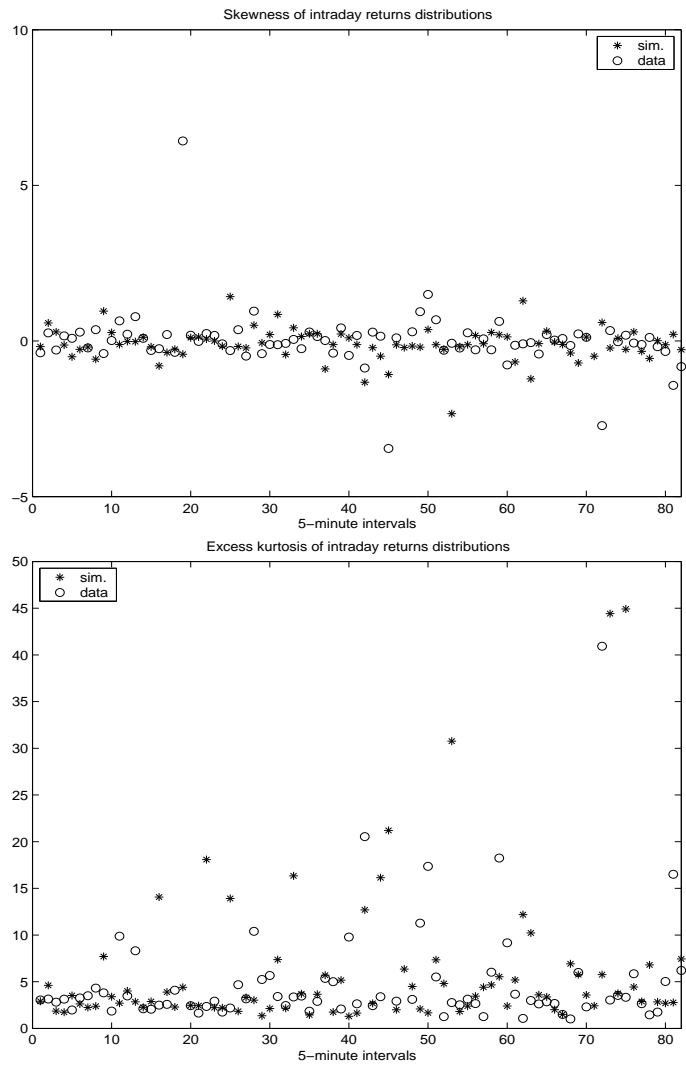 Skewness of intraday returns distributions
10
sim.
data
5
0
−5
0 10 20 30 40 50 60 70 80
5−minute intervals
Excess kurtosis of intraday returns distributions
50
sim.
data
45
40
35
30
25
20
15
10
5
0
0 10 20 30 40 50 60 70 80
5−minute intervals